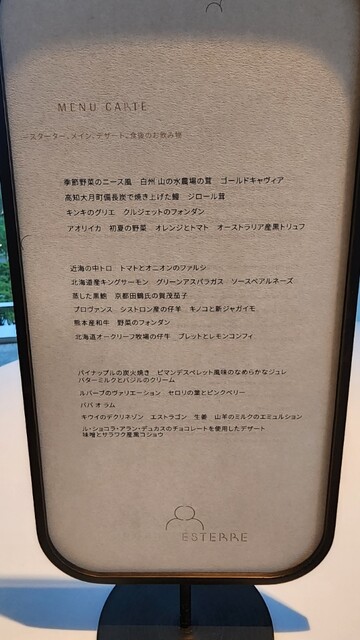 MENU CARTE
—スターター、メイン、デザート、食後のお飲み物
季節野菜のニース風 白州 山の水農場の茸 ゴールドキャヴィア
高知大月町備長炭で焼き上げた鰹 ジロール茸
キンキのグリエ クルジェットのフォンダン
アオリイカ 初夏の野菜 オレンジとトマト オーストラリア産黒トリュフ
近海の中トロ トマトとオニオンのファルシ
北海道産キングサーモン グリーンアスパラガス ソースベアルネーズ
蒸した黒鮑 京都田鶴氏の賀茂茄子
プロヴァンス シストロン産の仔羊 キノコと新ジャガイモ
熊本産和牛 野菜のフォンダン
北海道オークリーフ牧場の仔牛 ブレットとレモンコンフィ
パイナップルの炭火焼き ピマンデスペレット風味のなめらかなジュレ
バターミルクとバジルのクリーム
ルバーブのヴァリエーション セロリの葉とピンクペリー
ババ オ ラム
キウイのデクリネゾン エストラゴン 生姜 山羊のミルクのエミュルション
ル・ショコラ・アラン・デュカスのチョコレートを使用したデザート
味噌とサラワク産黒コショウ
ESTERRE